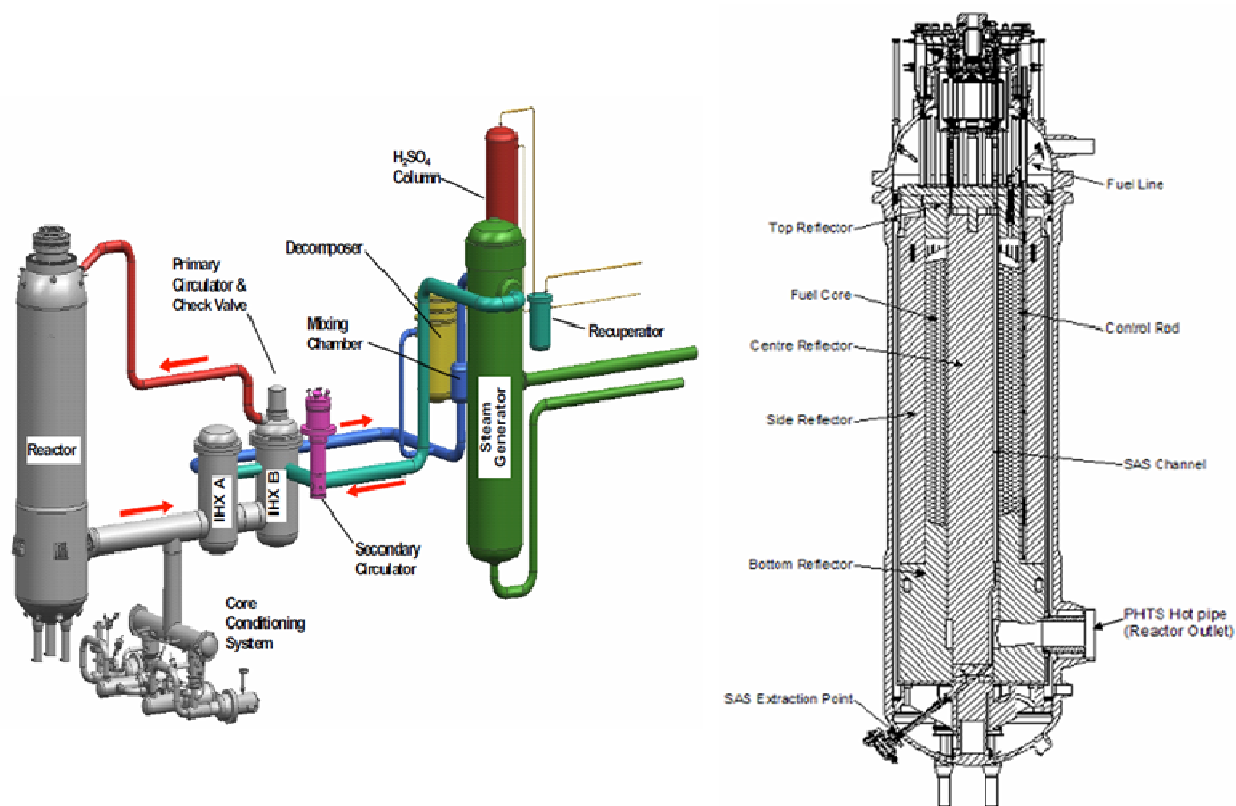 H2SO4
Column
Decomposer
Primary
Circulator &
Check Valve
Mixing
Chamber
Recuperator
Reactor
IHX A
IHX B
Steam
Generator
Secondary
Circulator
Core
Conditioning
System
Fuel Line
Top Reflector
Fuel Core
Control Rod
Centre Reflector
Side Reflector
SAS Channel
Bottom Reflector
PHTS Hot pipe
(Reactor Outlet)
SAS Extraction Point